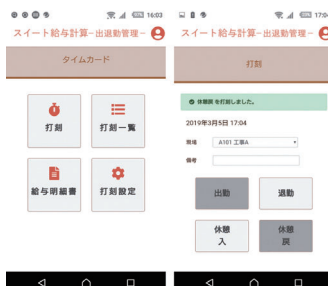 16:03
スイート給与計算-出退勤管理-
タイムカード
打刻
打刻一覧
給与明細書
打刻設定
17:04
スイート給与計算-出退勤管理-
打刻
休憩戻 を打刻しました。
2019年3月5日 17:04
現場
A101 工事A
備考
出勤
退勤
休憩
入
休憩
戻